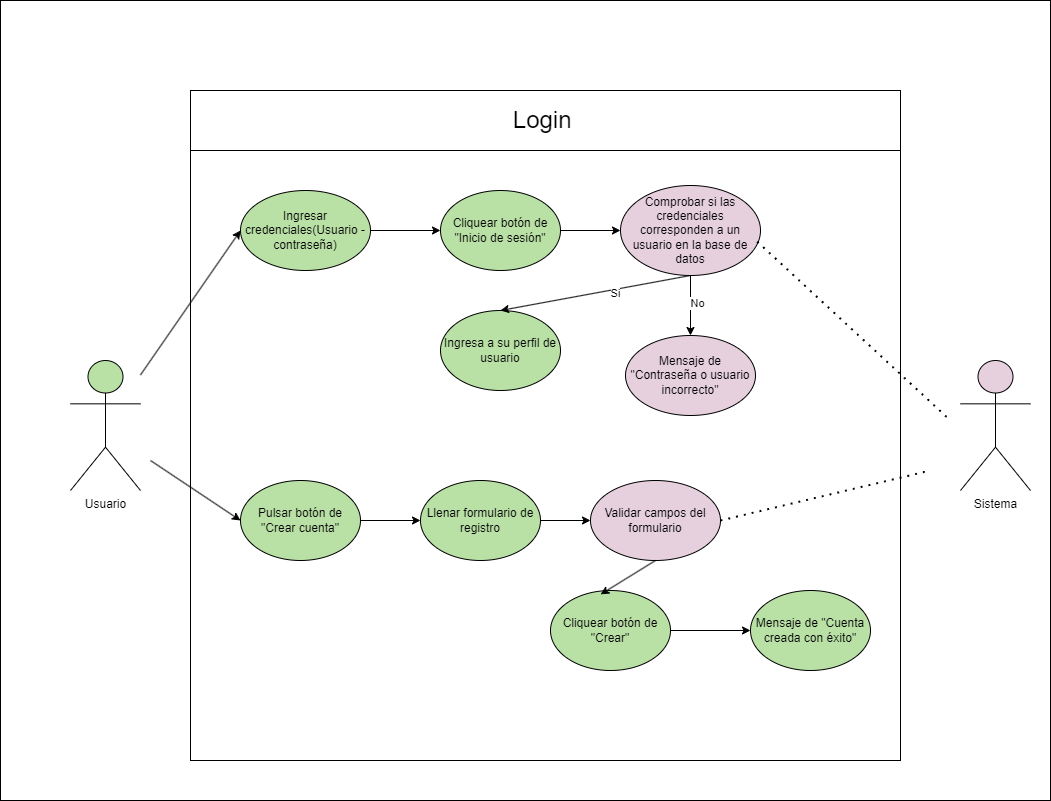 Login
Ingresar
credenciales(Usuario -
contraseña)
Cliquear botón de
"Inicio de sesión"
Comprobar si las
credenciales
corresponden a un
usuario en la base de
datos
Sí
No
Ingresa a su perfil de
usuario
Mensaje de
"Contraseña o usuario
incorrecto"
Usuario
Sistema
Pulsar botón de
"Crear cuenta"
Llenar formulario de
registro
Validar campos del
formulario
Cliquear botón de
"Crear"
Mensaje de "Cuenta
creada con éxito"